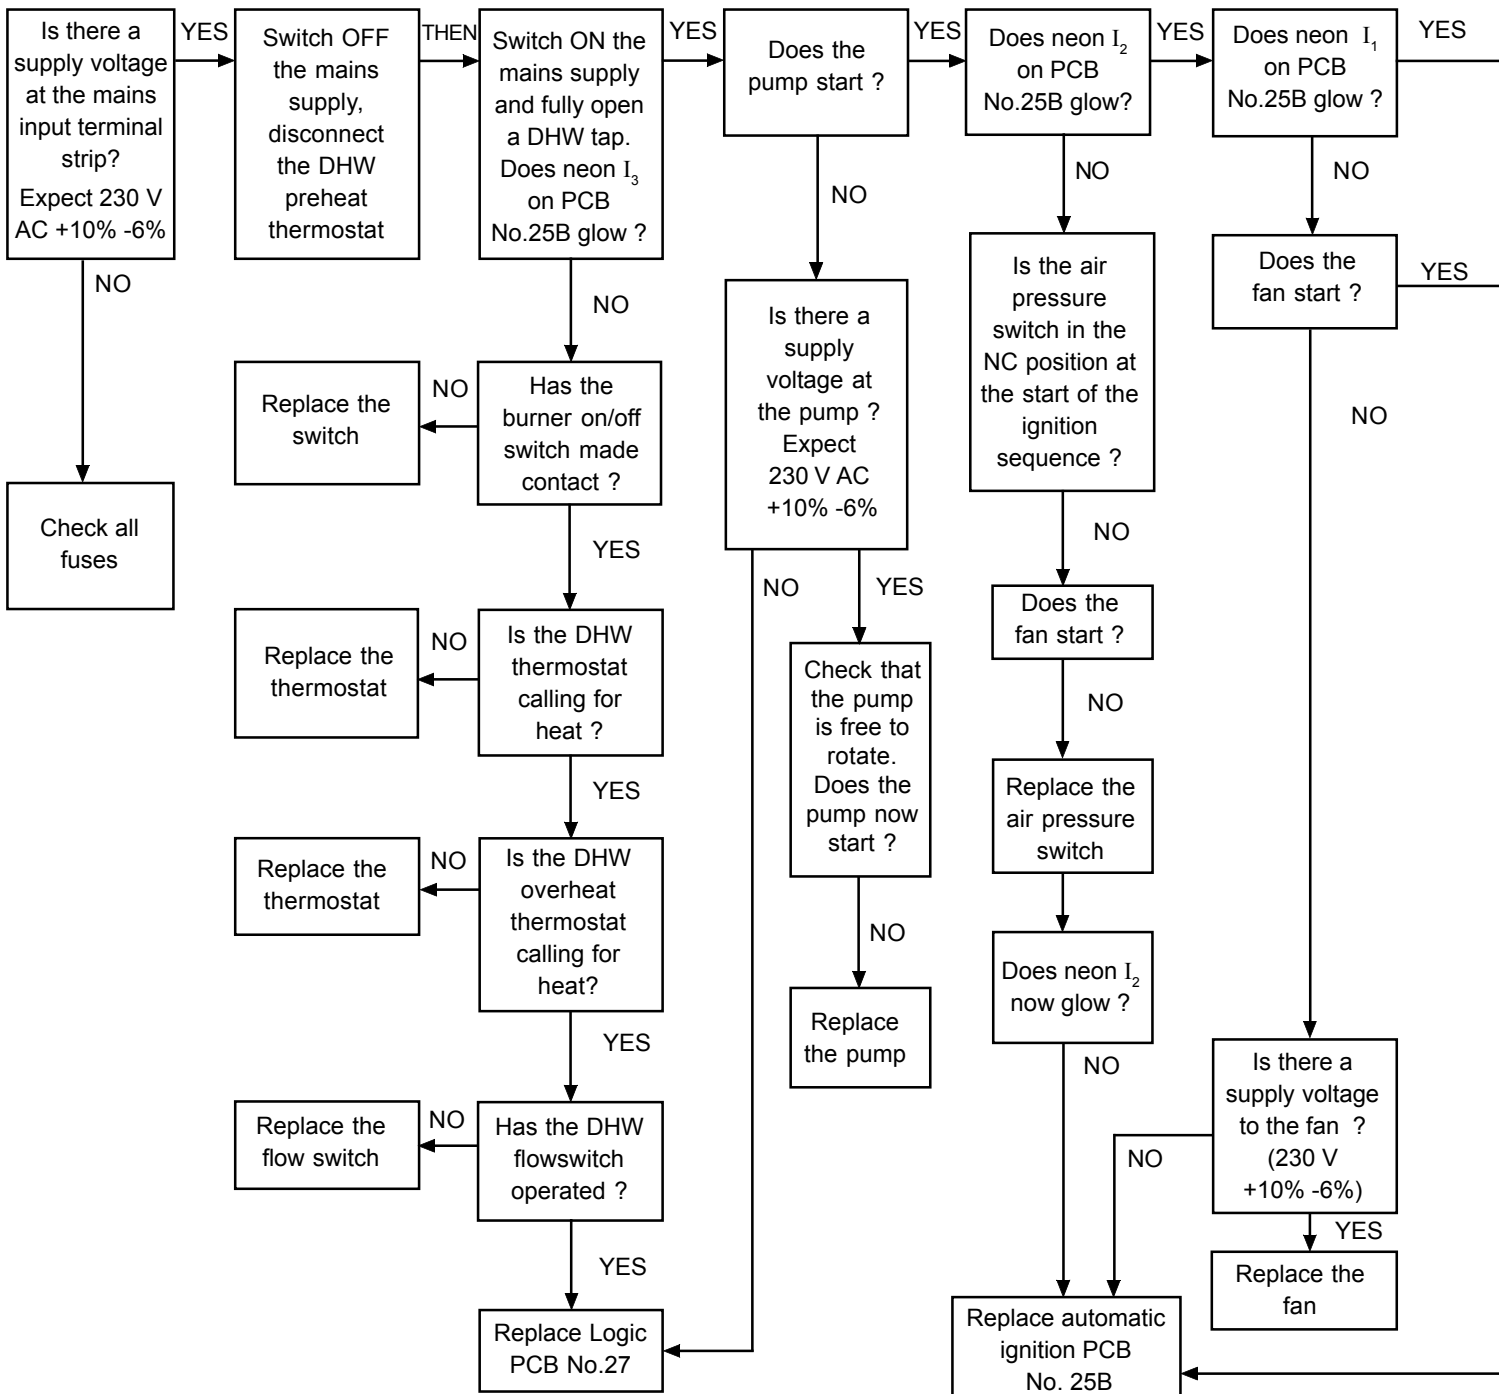 Is there a
supply voltage
at the mains
input terminal
strip?
Expect 230 V
AC +10% -6%
YES
Switch OFF
the mains
supply,
disconnect
the DHW
preheat
thermostat
THEN
Switch ON the
mains supply
and fully open
a DHW tap.
Does neon I3
on PCB
No.25B glow ?
YES
Does the
pump start ?
YES
Does neon I2
on PCB
No.25B glow?
YES
Does neon I1
on PCB
No.25B glow ?
YES
NO
Check all
fuses
NO
Has the
burner on/off
switch made
contact ?
NO
Replace the
switch
YES
Is the DHW
thermostat
calling for
heat ?
NO
Replace the
thermostat
YES
Is the DHW
overheat
thermostat
calling for
heat?
NO
Replace the
thermostat
YES
Has the DHW
flowswitch
operated ?
NO
Replace the
flow switch
YES
Replace Logic
PCB No.27
NO
Is there a
supply
voltage at
the pump ?
Expect
230 V AC
+10% -6%
NO
YES
Check that
the pump
is free to
rotate.
Does the
pump now
start ?
NO
Replace
the pump
NO
Is the air
pressure
switch in the
NC position at
the start of the
ignition
sequence ?
NO
Does the
fan start ?
NO
Replace the
air pressure
switch
Does neon I2
now glow ?
NO
Replace automatic
ignition PCB
No. 25B
NO
Does the
fan start ?
YES
NO
Is there a
supply voltage
to the fan ?
(230 V
+10% -6%)
NO
YES
Replace the
fan